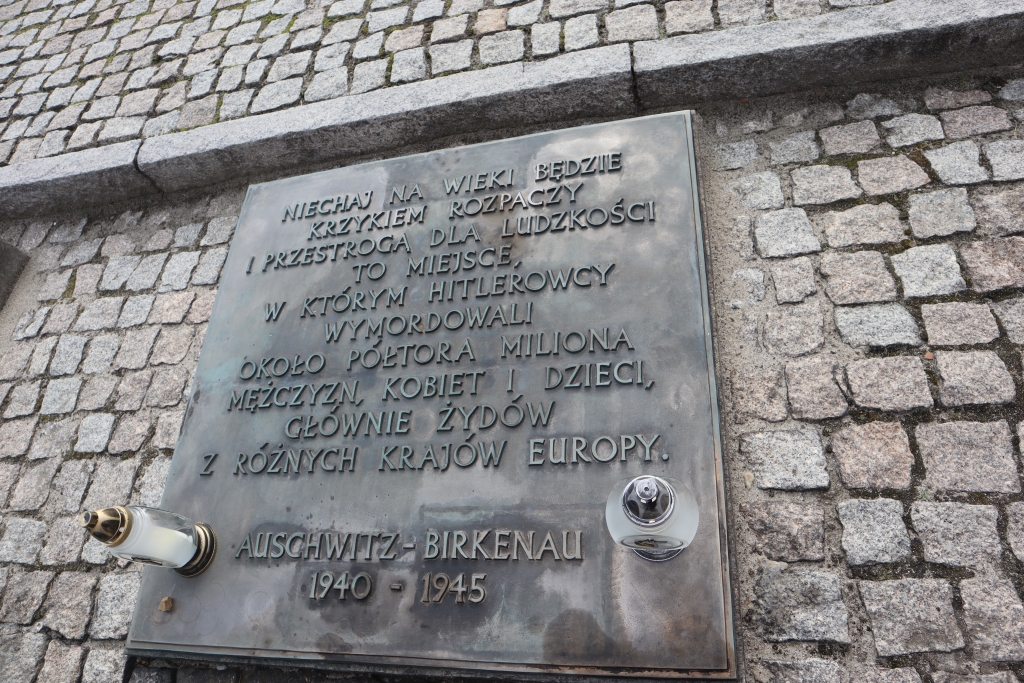 NIECHAJ NA WIEKI BĘDZIE
KRZYKIEM ROZPACZY
I PRZESTROGĄ DLA LUDZKOŚCI
TO MIEJSCE,
W KTÓRYM HITLEROWCY
WYMORDOWALI
OKOŁO PÓŁTORA MILIONA
MĘŻCZYZN, KOBIET I DZIECI,
GŁÓWNIE ŻYDÓW
Z RÓŻNYCH KRAJÓW EUROPY.
AUSCHWITZ - BIRKENAU
1940 - 1945